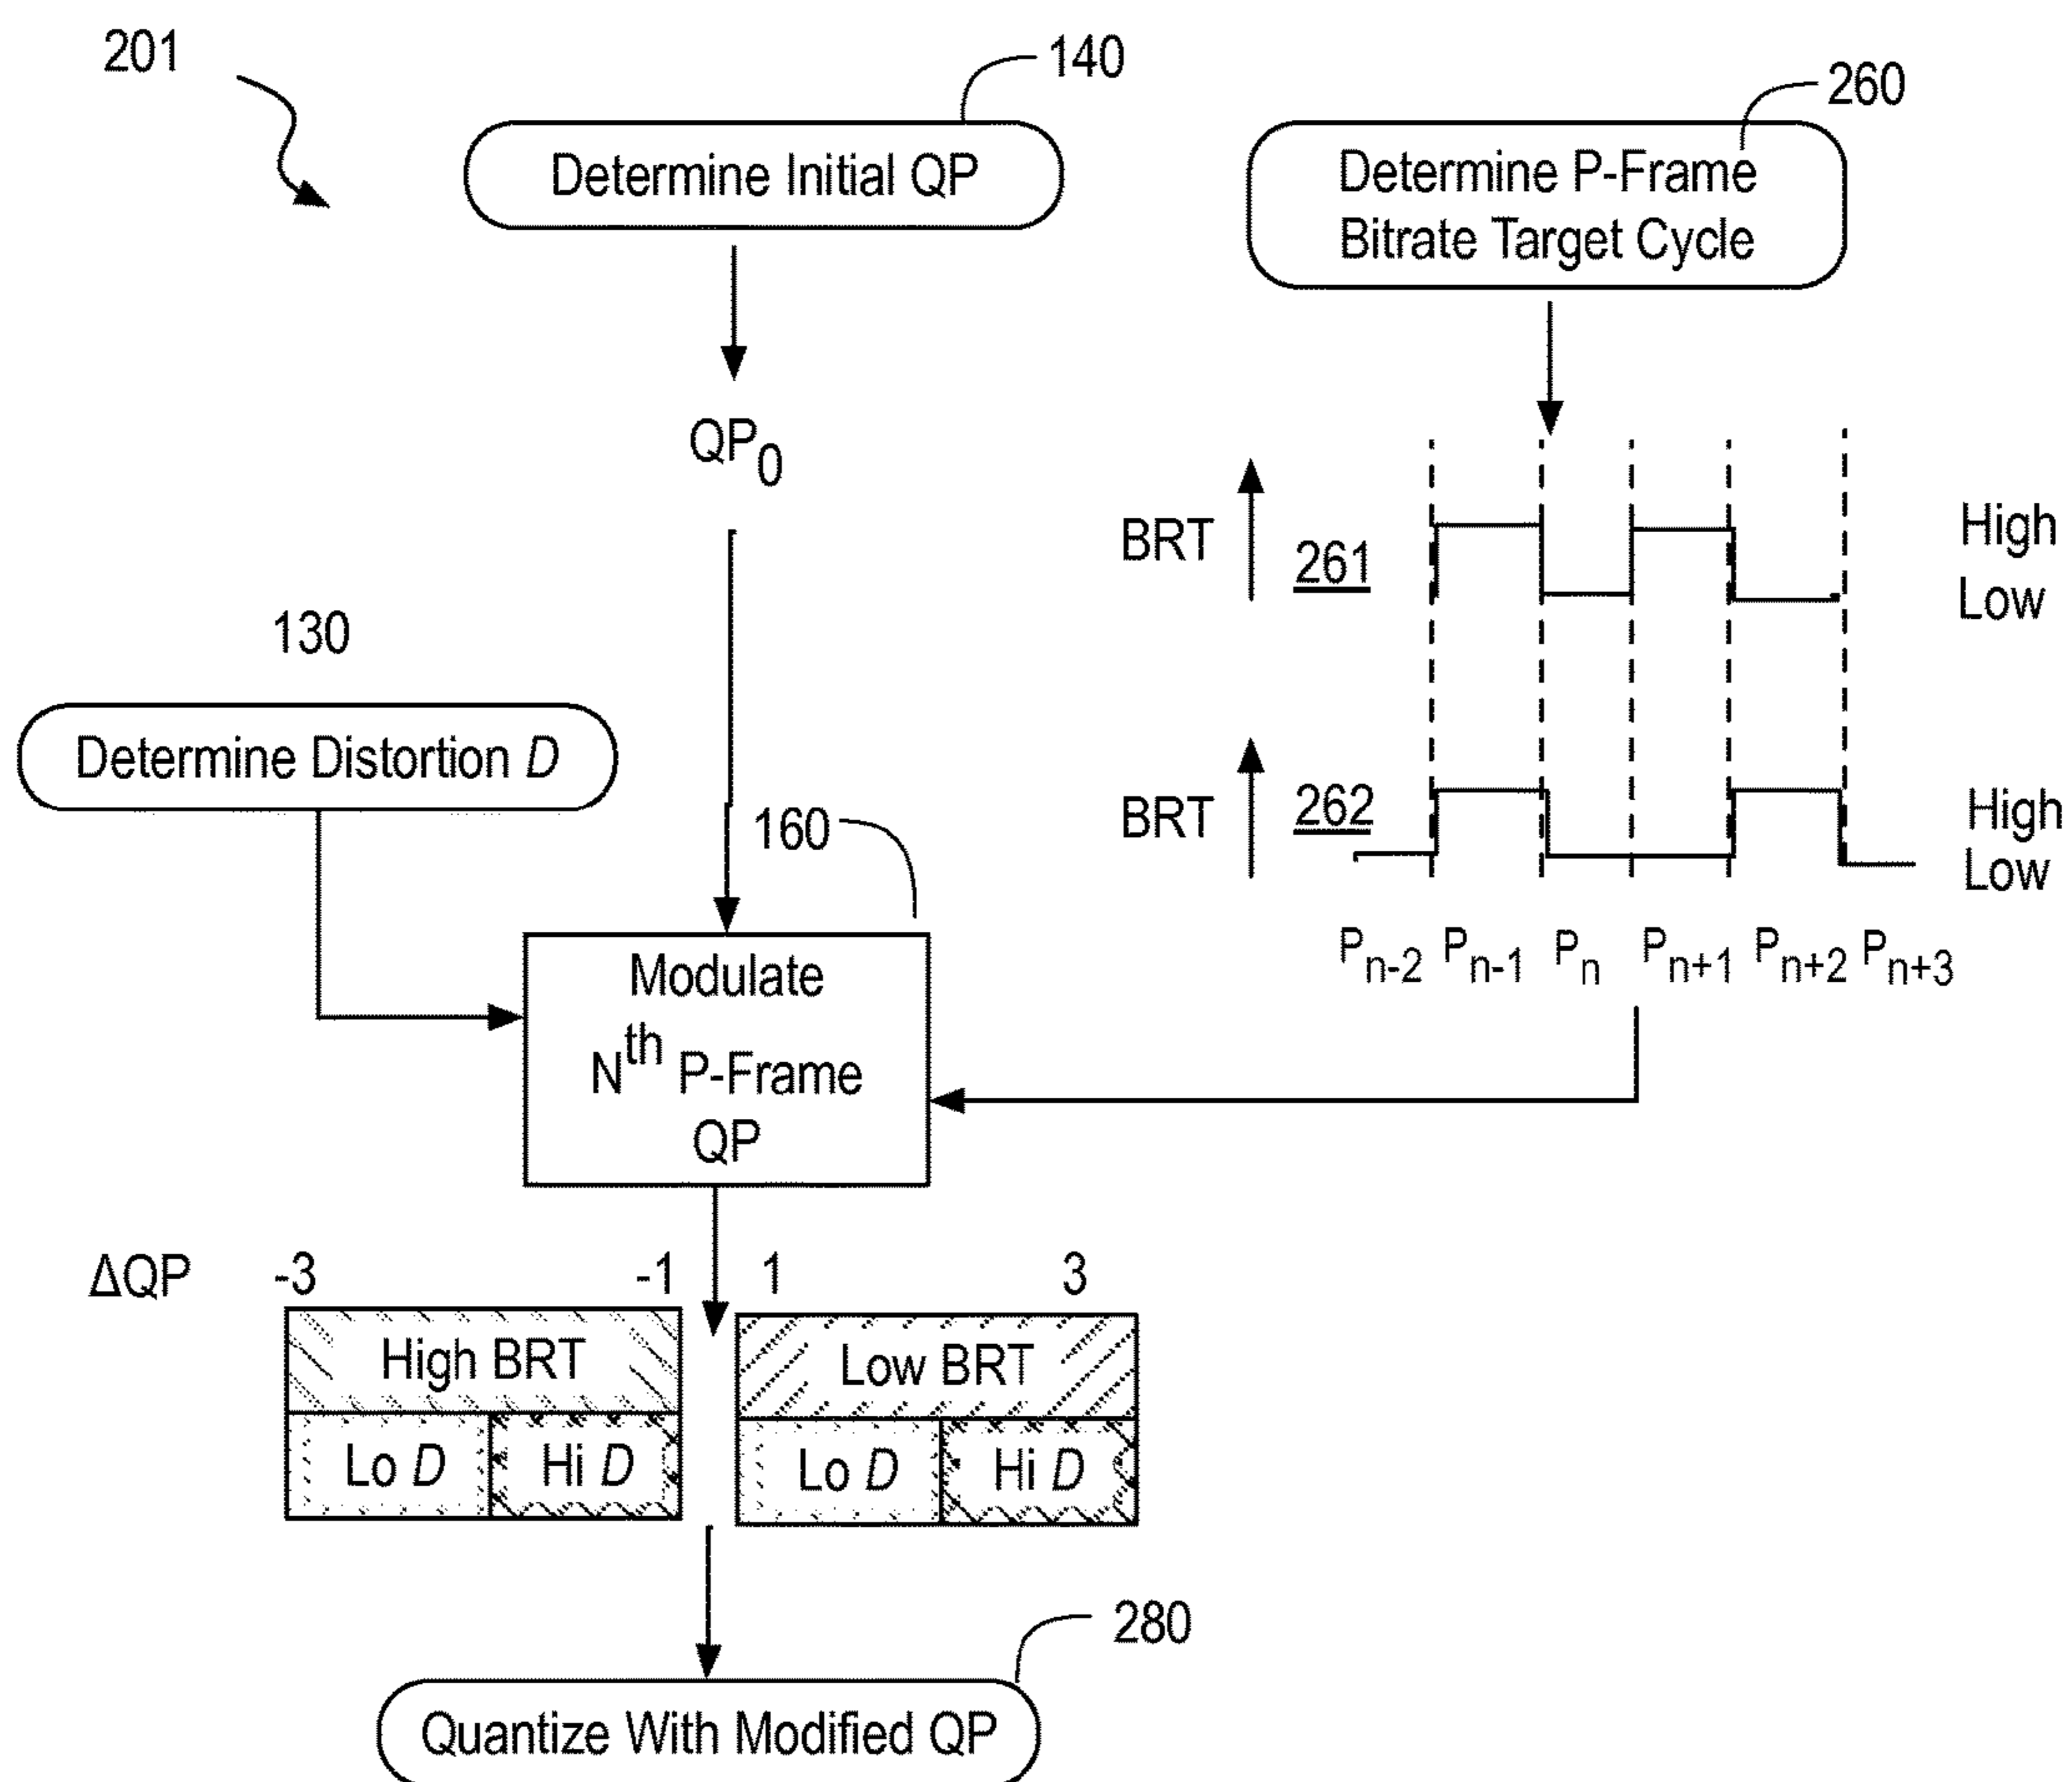 201
140
260
Determine Initial QP
Determine P-Frame
Bitrate Target Cycle
QP0
BRT
261
High
Low
130
Determine Distortion D
BRT
262
High
Low
160
Pn-2 Pn-1 Pn Pn+1 Pn+2 Pn+3
Modulate
Nth P-Frame
QP
ΔQP -3 -1 1 3
High BRT
Low BRT
Lo D Hi D
Lo D Hi D
280
Quantize With Modified QP